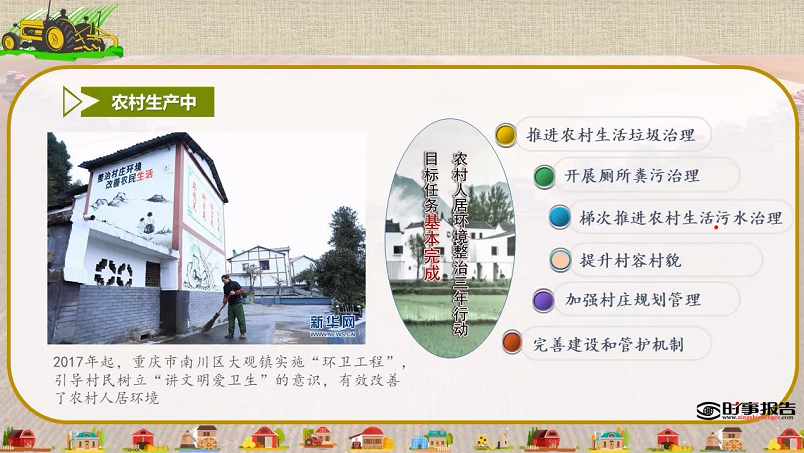 农村生产中
整治村庄环境
改善农民生活
新华网
WWW.NEWS.CN
2017年起，重庆市南川区大观镇实施“环卫工程”，
引导村民树立“讲文明爱卫生”的意识，有效改善
了农村人居环境
农村人居环境整治三年行动
目标任务基本完成
推进农村生活垃圾治理
开展厕所粪污治理
梯次推进农村生活污水治理
提升村容村貌
加强村庄规划管理
完善建设和管护机制
时事报告